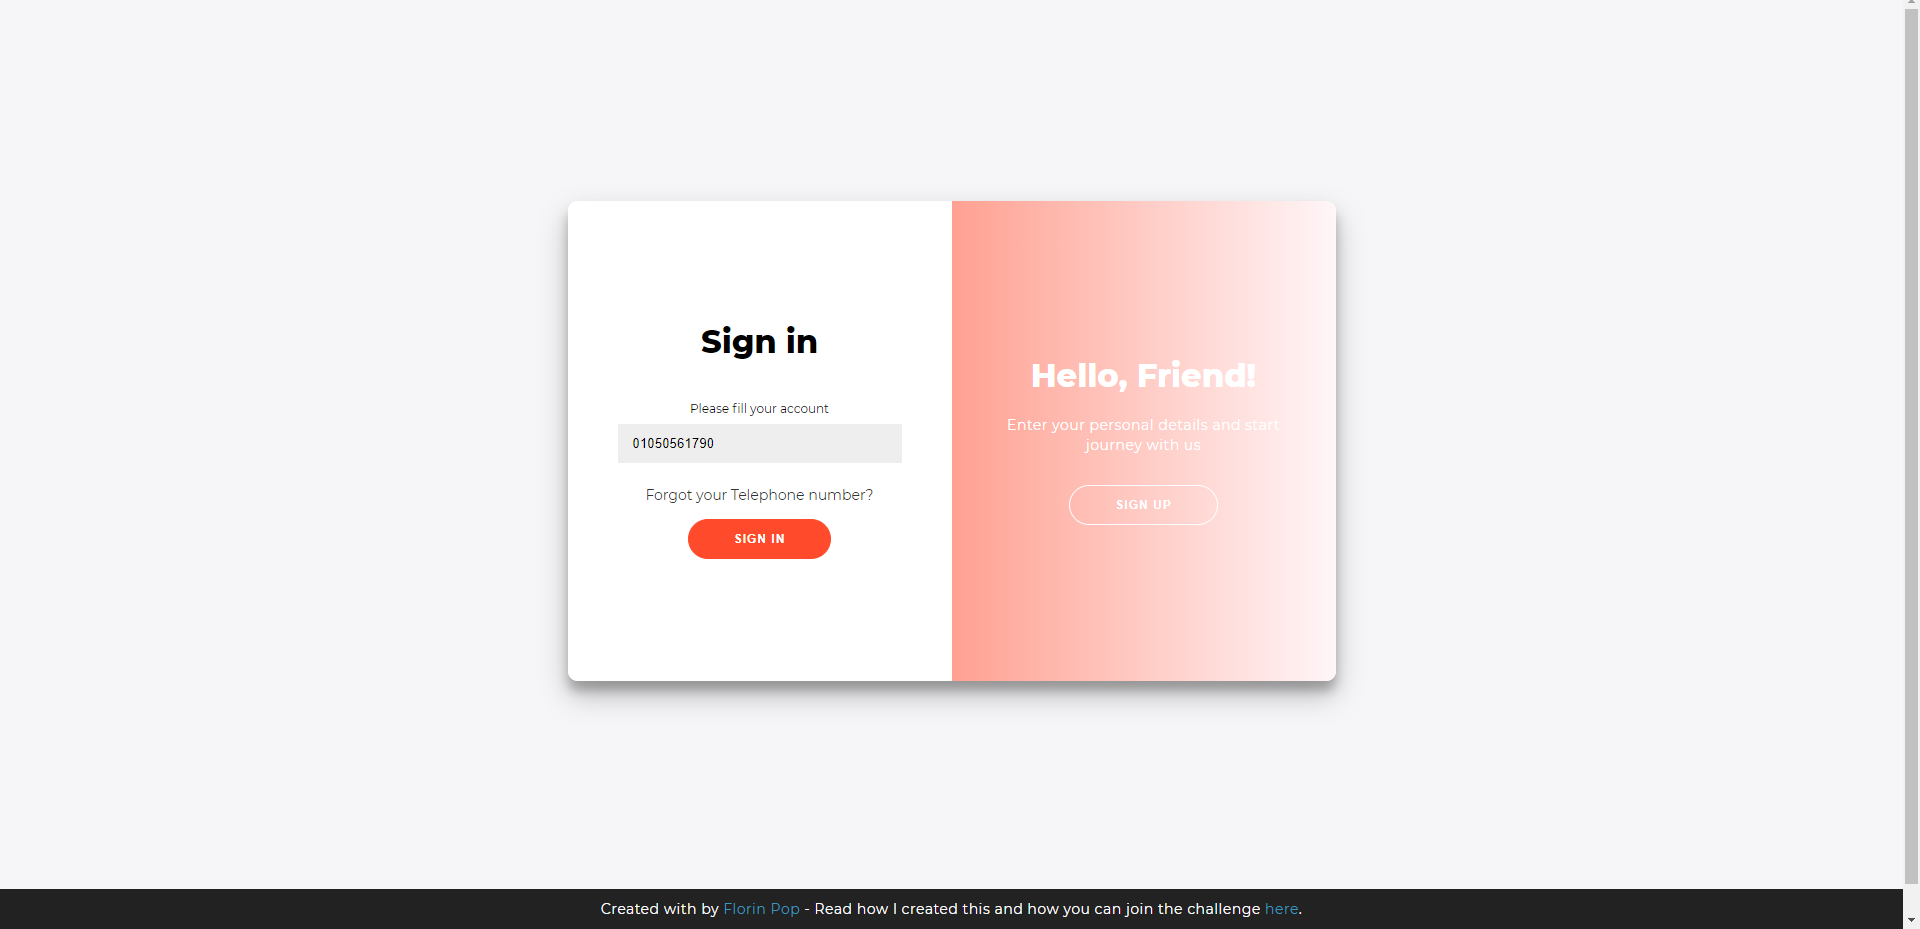 Sign in
Please fill your account
01050561790
Forgot your Telephone number?
SIGN IN
Hello, Friend!
Enter your personal details and start
journey with us
SIGN UP
Created with by Florin Pop - Read how I created this and how you can join the challenge here.